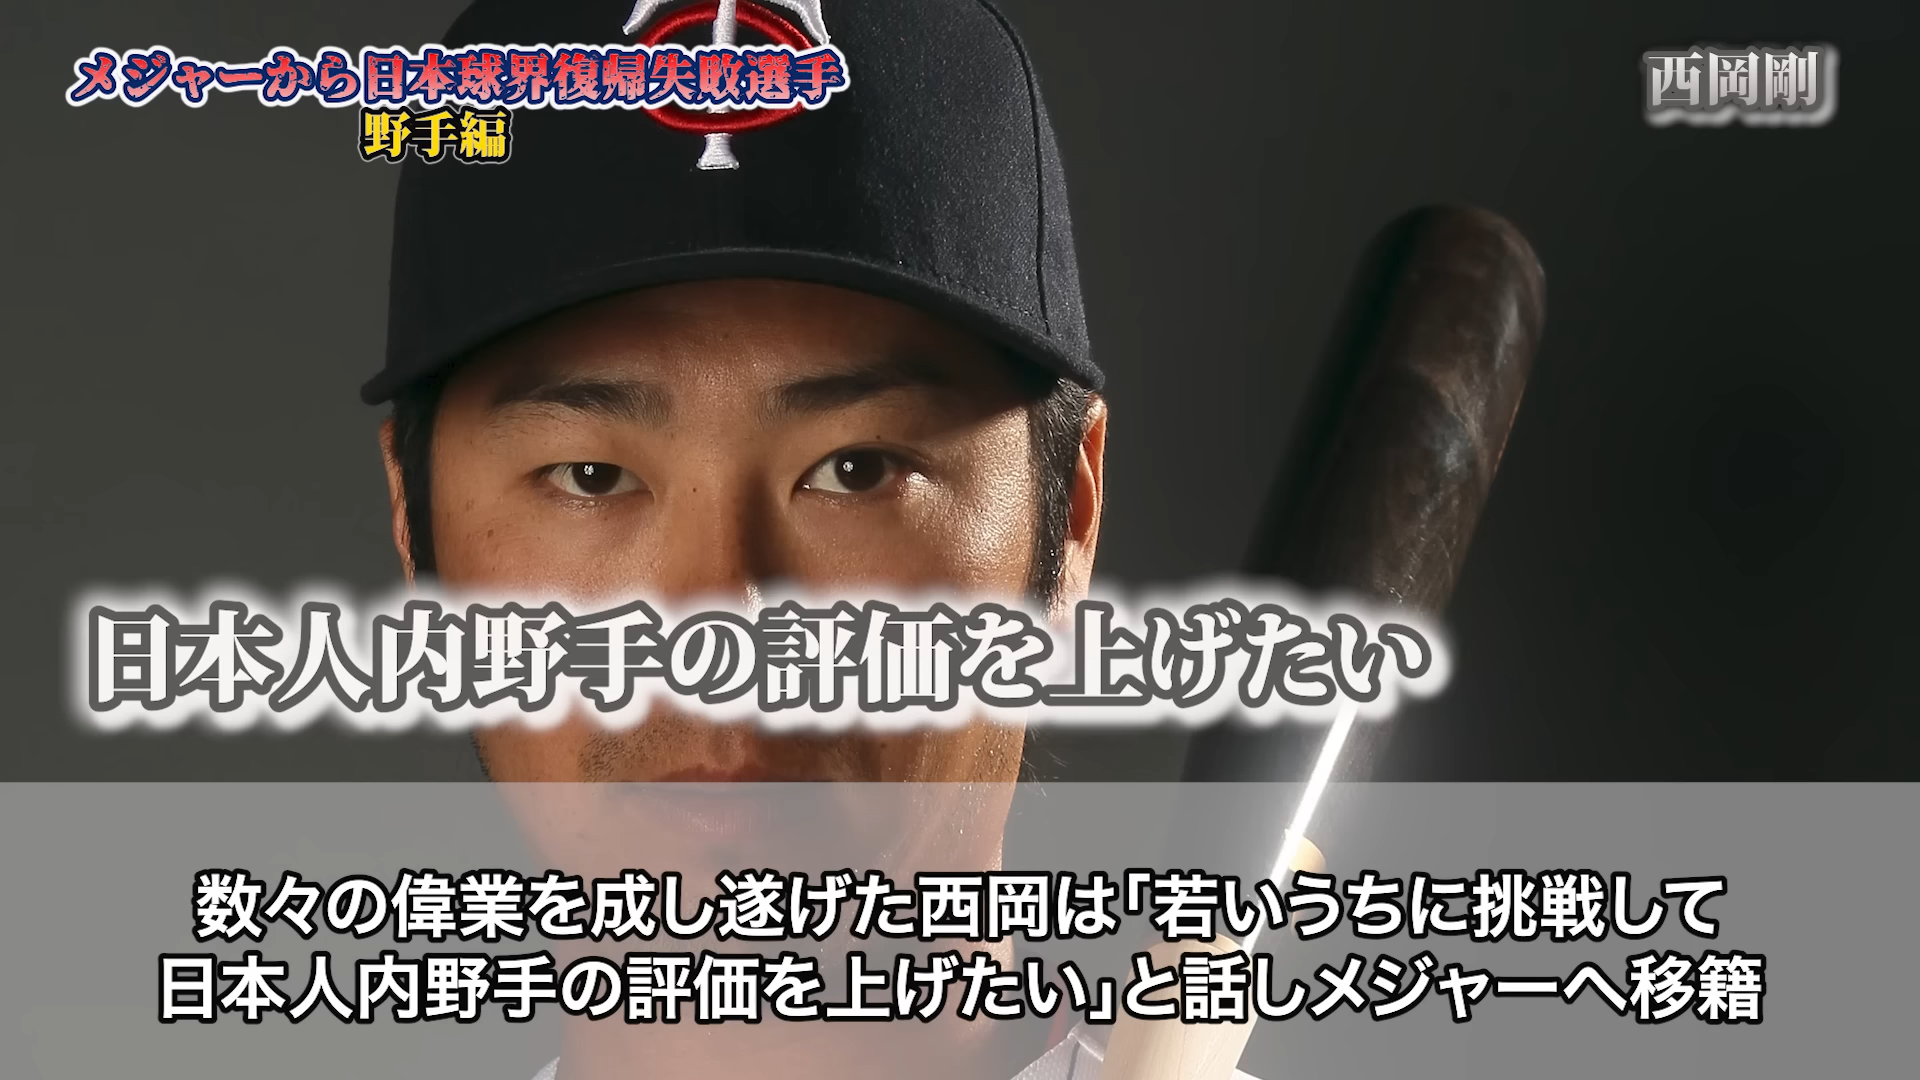 メジャーから日本球界復帰失敗選手
野手編
西岡剛
日本人内野手の評価を上げたい
数々の偉業を成し遂げた西岡は「若いうちに挑戦して
日本人内野手の評価を上げたい」と話しメジャーへ移籍